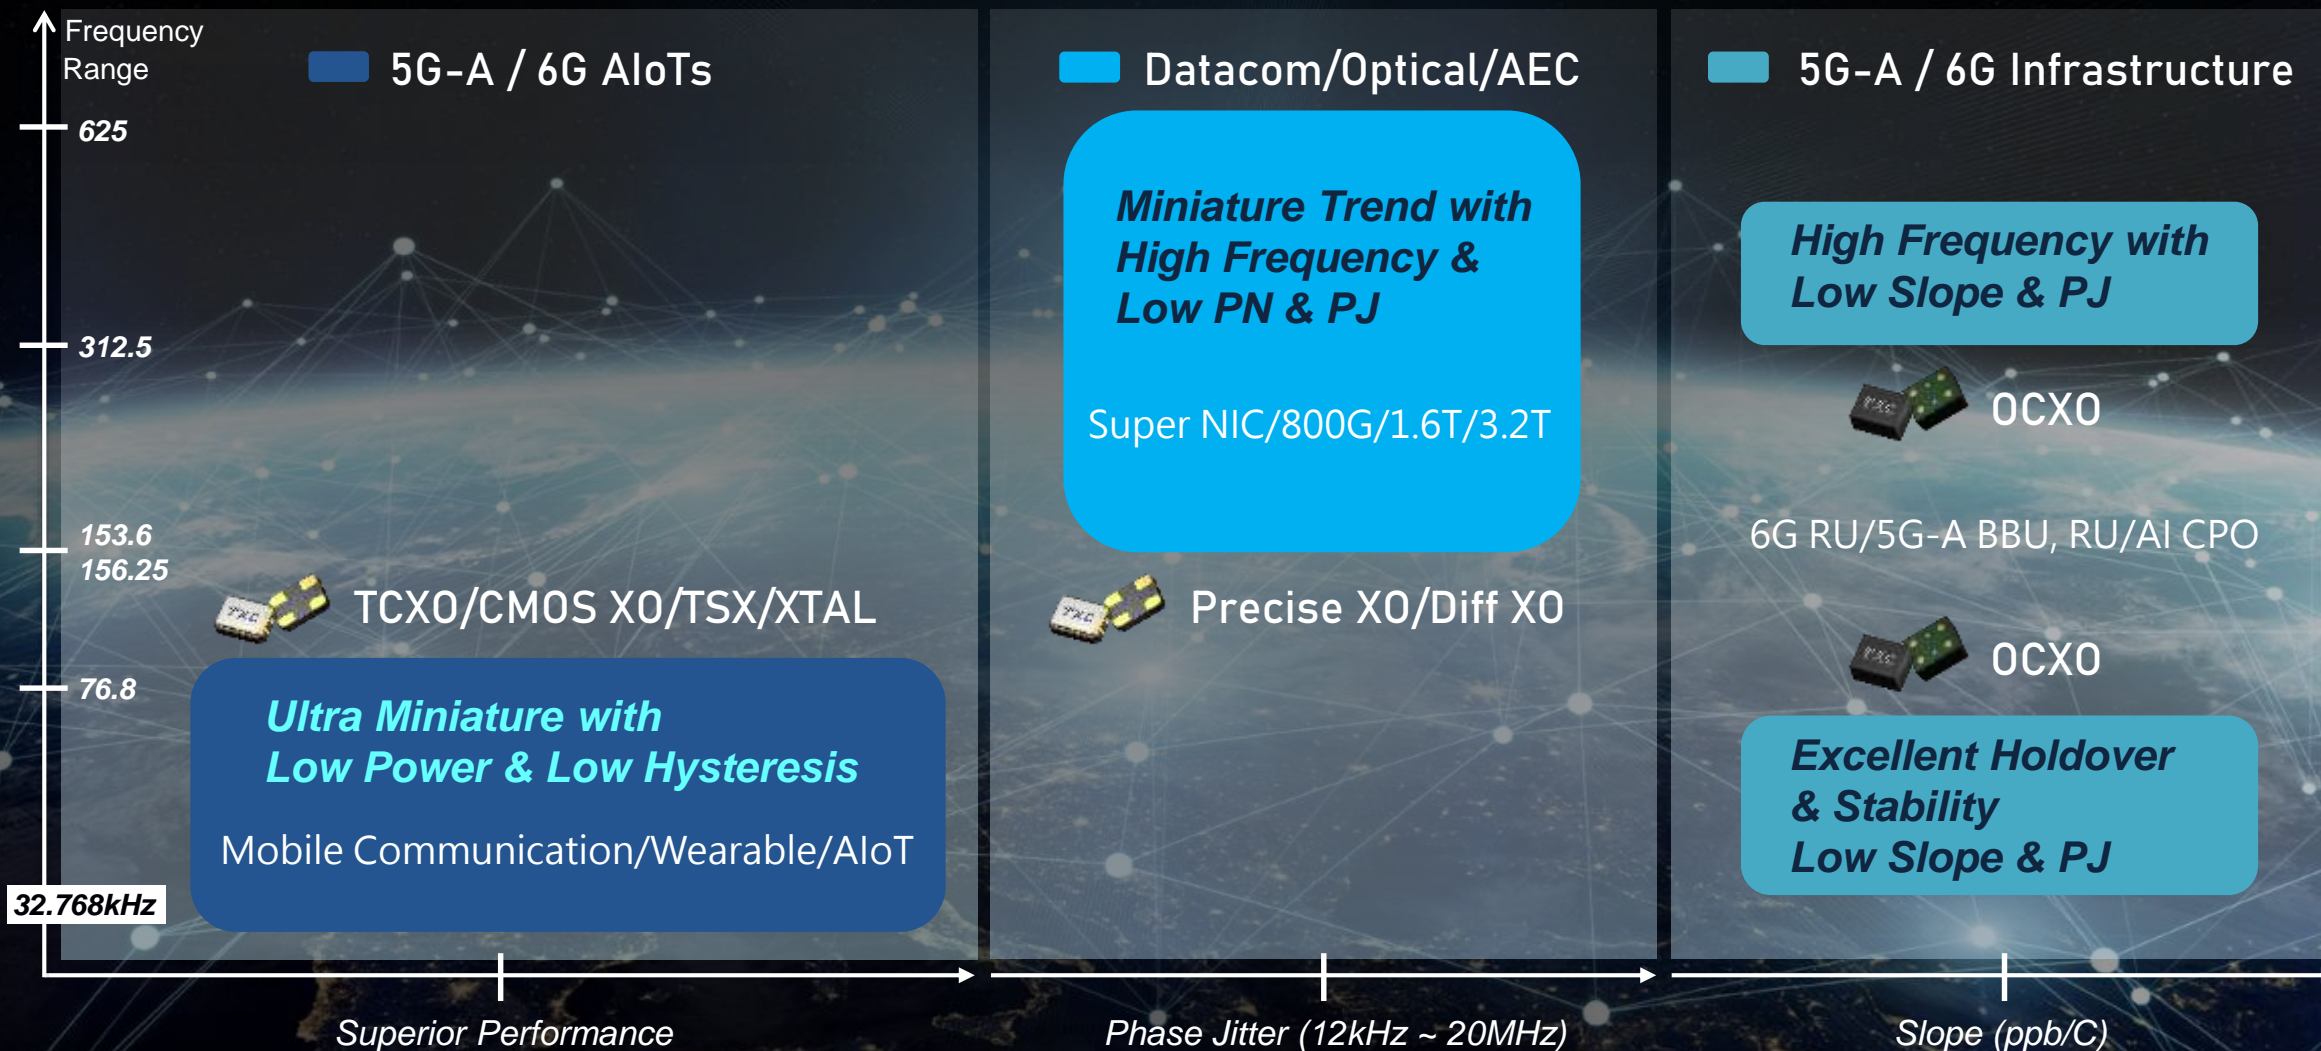 Frequency
Range
625
312.5
153.6
156.25
76.8
32.768kHz
5G-A / 6G AIoTs
TXC
TCXO/CMOS XO/TSX/XTAL
Ultra Miniature with
Low Power & Low Hysteresis
Mobile Communication/Wearable/AIoT
Superior Performance
Datacom/Optical/AEC
Miniature Trend with
High Frequency &
Low PN & PJ
Super NIC/800G/1.6T/3.2T
TXC
Precise XO/Diff XO
Phase Jitter (12kHz ~ 20MHz)
5G-A / 6G Infrastructure
High Frequency with
Low Slope & PJ
TXC
OCXO
6G RU/5G-A BBU, RU/AI CPO
TXC
OCXO
Excellent Holdover
& Stability
Low Slope & PJ
Slope (ppb/C)